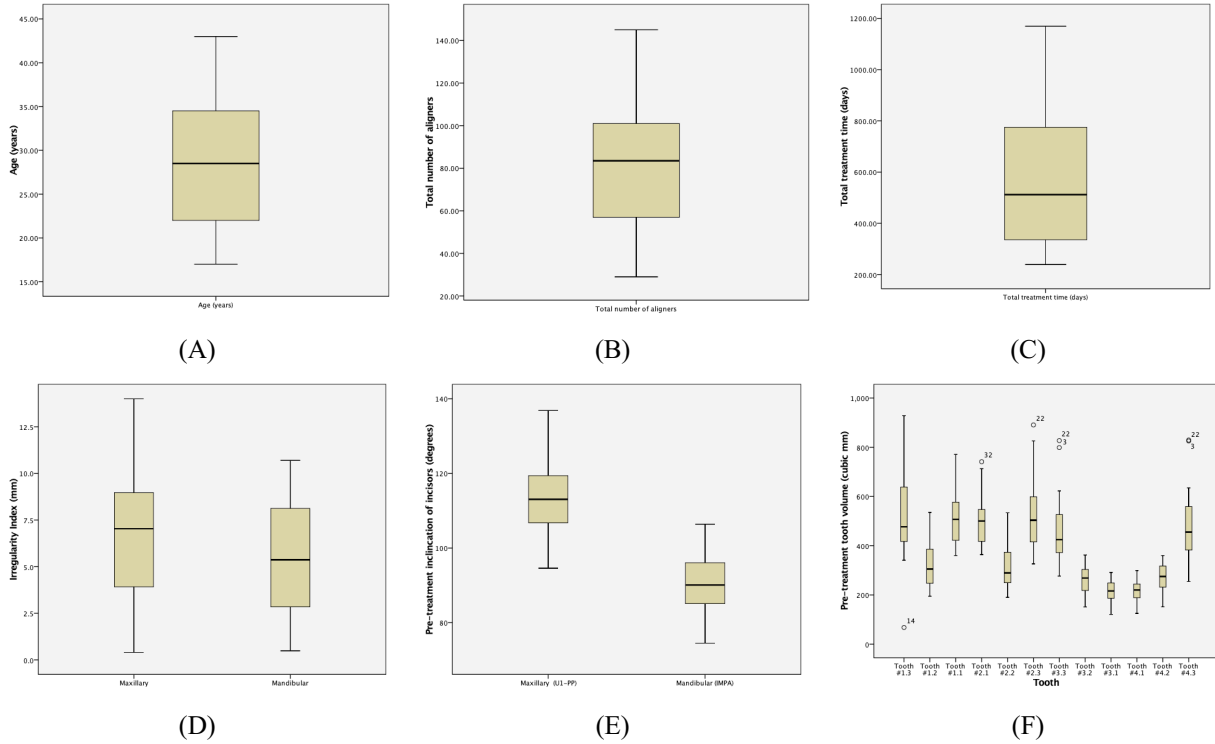 45.00
40.00
35.00
30.00
25.00
20.00
15.00
Age (years)
Age (years)
(A)
140.00
120.00
100.00
80.00
60.00
40.00
20.00
Total number of aligners
Total number of aligners
(B)
1200.00
1000.00
800.00
600.00
400.00
200.00
Total treatment time (days)
Total treatment time (days)
(C)
12.5
10.0
7.5
5.0
2.5
0.0
Irregularity Index (mm)
Maxillary Mandibular
(D)
140
120
100
80
Pre-treatment inclincation of incisors (degrees)
Maxillary (U1-PP) Mandibular (IMPA)
(E)
1,000
800
600
400
200
0
Pre-treatment tooth volume (cubic mm)
14
32
22
22
3
22
3
Tooth Tooth Tooth Tooth Tooth Tooth Tooth Tooth Tooth Tooth Tooth Tooth
#1.3 #1.2 #1.1 #2.1 #2.2 #2.3 #3.3 #3.2 #3.1 #4.1 #4.2 #4.3
Tooth
(F)